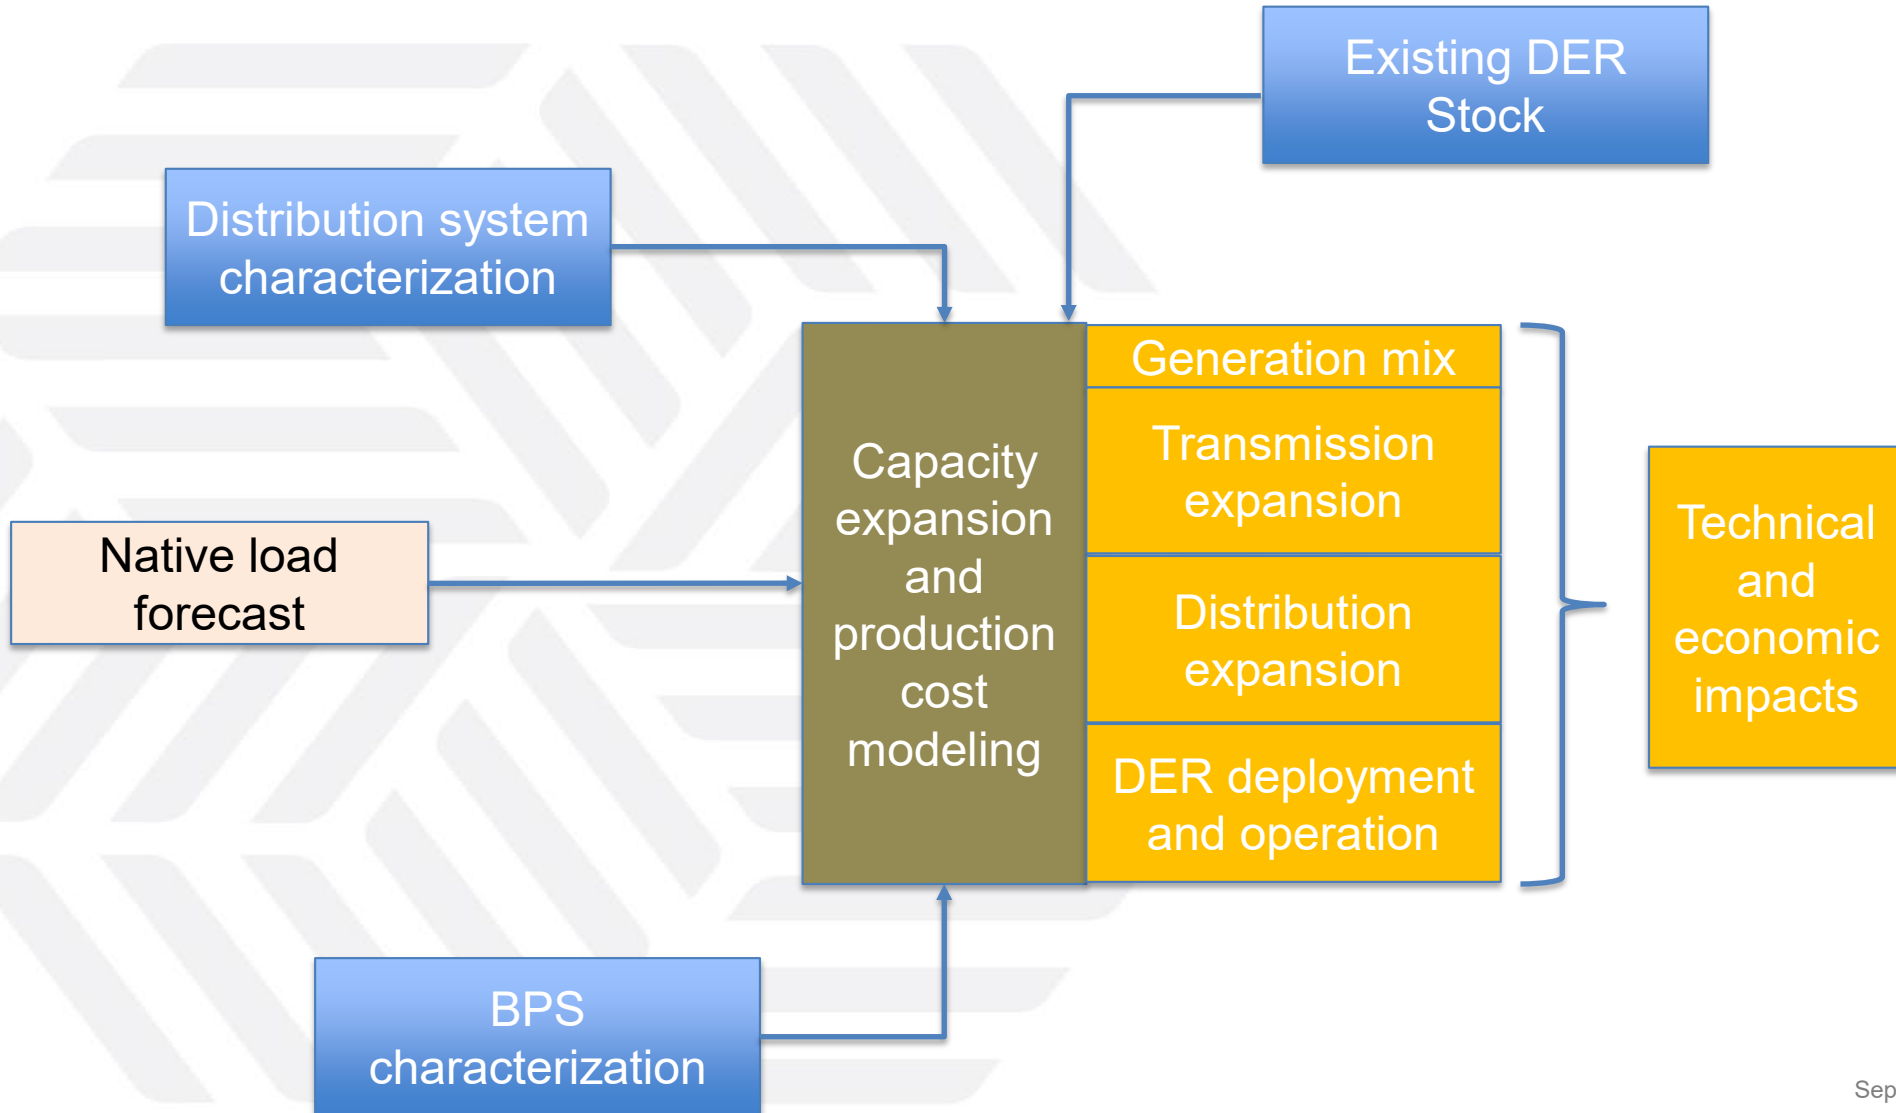 Existing DER
Stock
Distribution system
characterization
Native load
forecast
BPS
characterization
Capacity
expansion
and
production
cost
modeling
Generation mix
Transmission
expansion
Distribution
expansion
DER deployment
and operation
Technical
and
economic
impacts
Sep